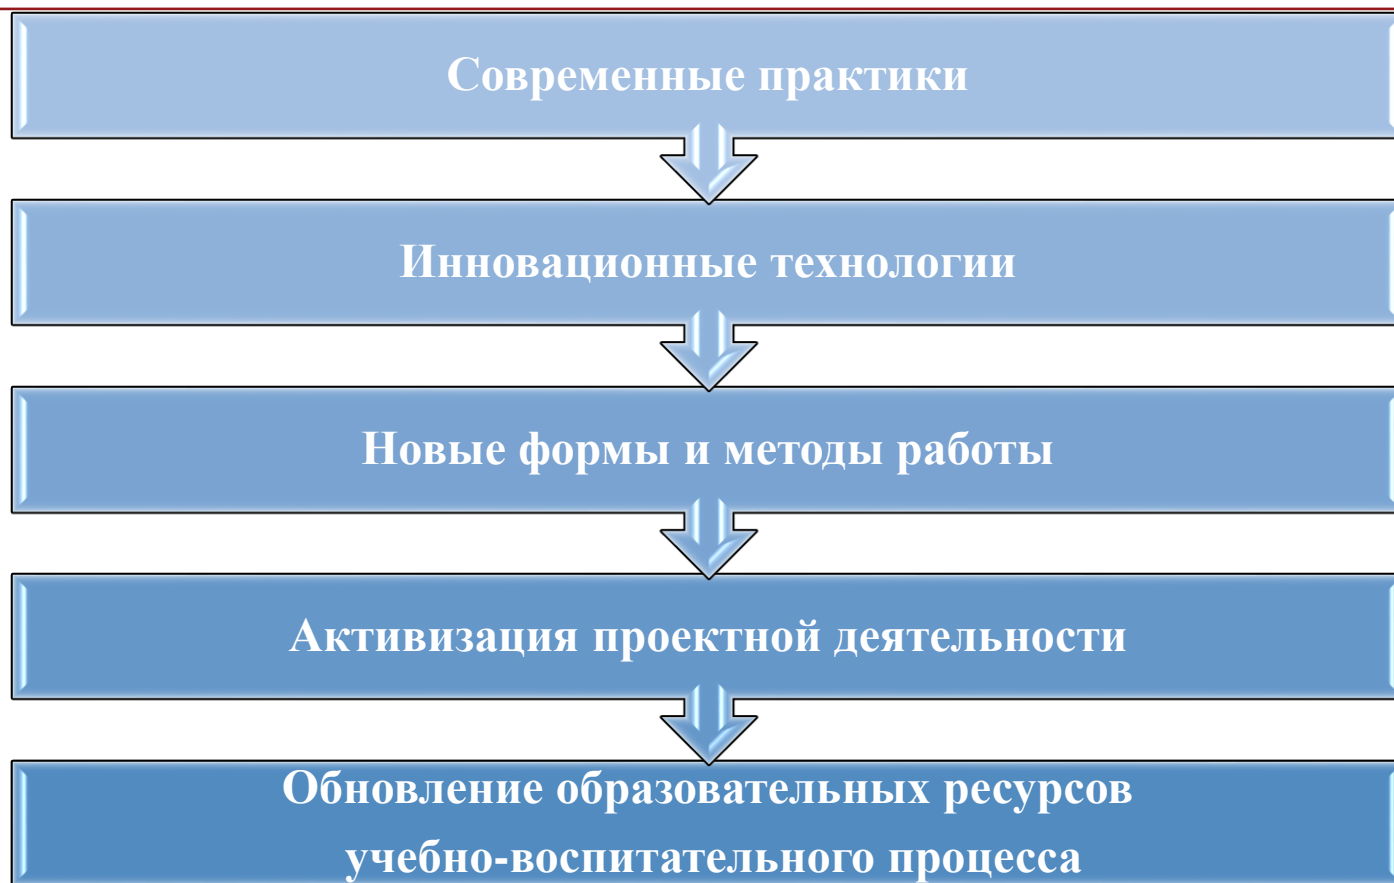 Современные практики
Инновационные технологии
Новые формы и методы работы
Активизация проектной деятельности
Обновление образовательных ресурсов
учебно-воспитательного процесса